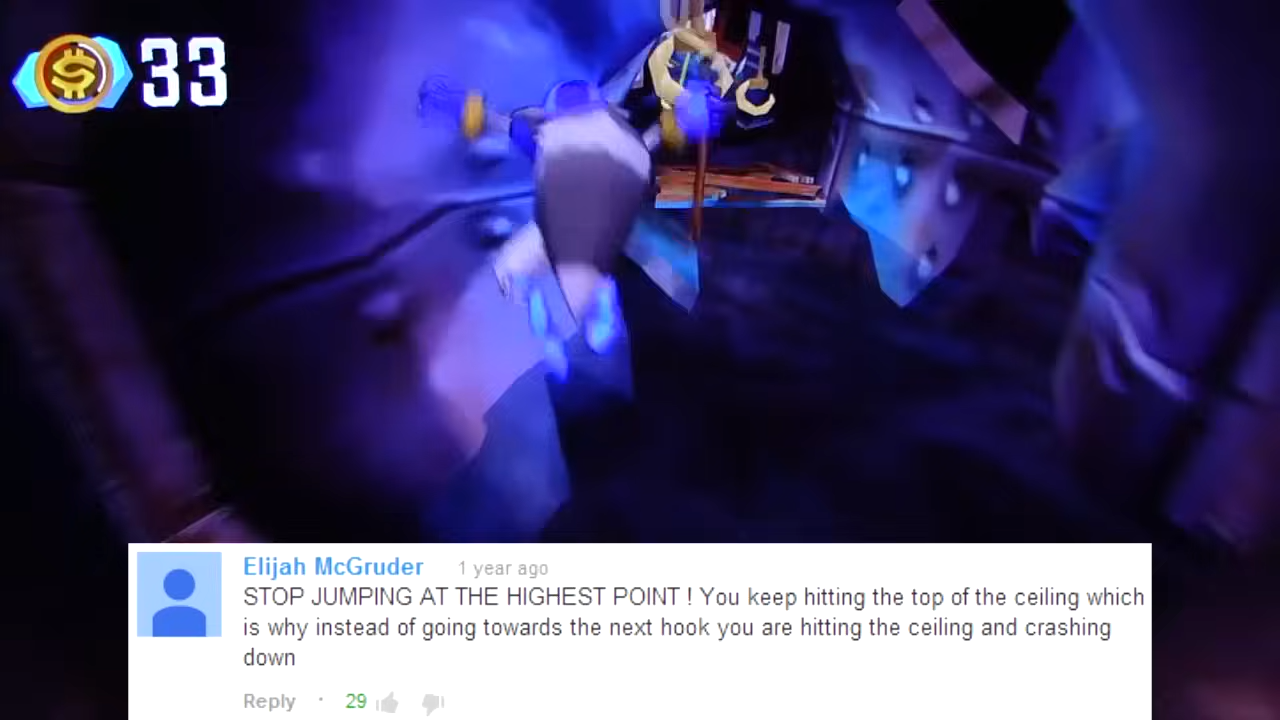 33
Elijah McGruder 1 year ago
STOP JUMPING AT THE HIGHEST POINT ! You keep hitting the top of the ceiling which
is why instead of going towards the next hook you are hitting the ceiling and crashing
down
Reply · 29